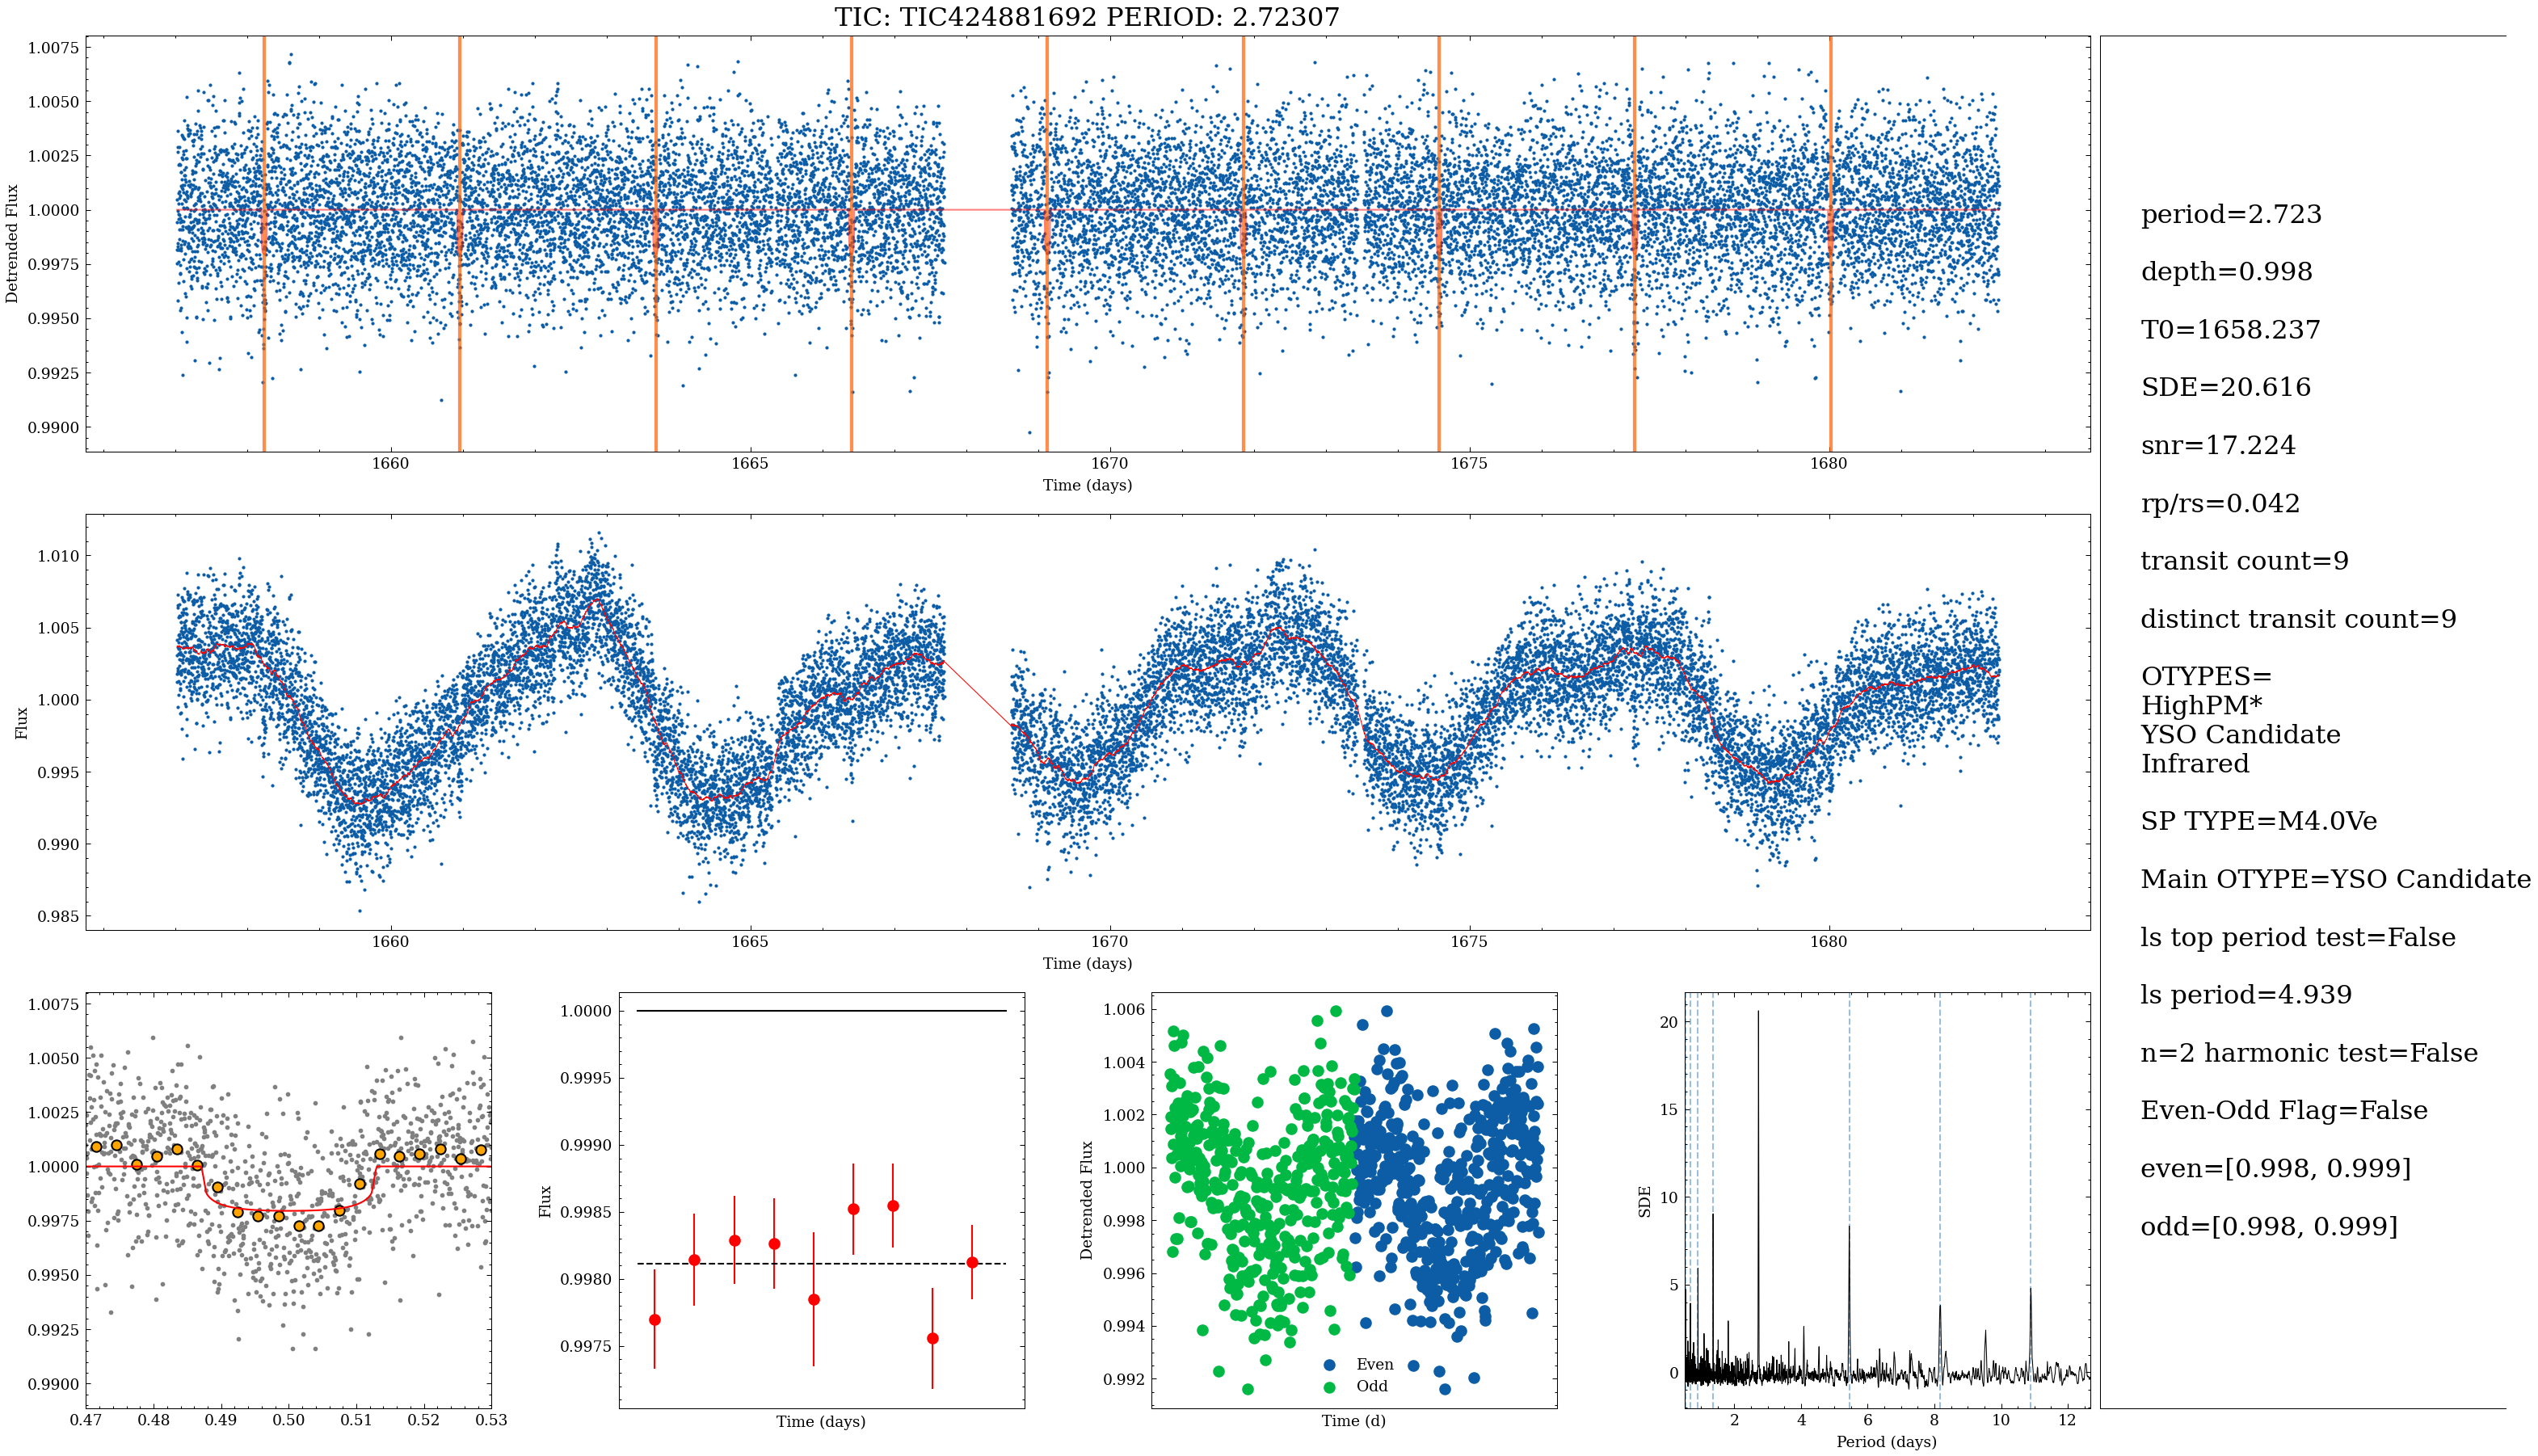 TIC: TIC424881692 PERIOD: 2.72307
1.0075
1.0050
1.0025
1.0000
0.9975
0.9950
0.9925
0.9900
Detrended Flux
1660
1665
1670
1675
1680
Time (days)
1.010
1.005
1.000
0.995
0.990
0.985
Flux
1660
1665
1670
1675
1680
Time (days)
1.0075
1.0050
1.0025
1.0000
0.9975
0.9950
0.9925
0.9900
0.47
0.48
0.49
0.50
0.51
0.52
0.53
1.0000
0.9995
0.9990
0.9985
0.9980
0.9975
Flux
Time (days)
1.006
1.004
1.002
1.000
0.998
0.996
0.994
0.992
Detrended Flux
Even
Odd
Time (d)
20
15
10
5
0
SDE
2
4
6
8
10
12
Period (days)
period=2.723
depth=0.998
T0=1658.237
SDE=20.616
snr=17.224
rp/rs=0.042
transit count=9
distinct transit count=9
OTYPES=
HighPM*
YSO Candidate
Infrared
SP TYPE=M4.0Ve
Main OTYPE=YSO Candidate
ls top period test=False
ls period=4.939
n=2 harmonic test=False
Even-Odd Flag=False
even=[0.998, 0.999]
odd=[0.998, 0.999]